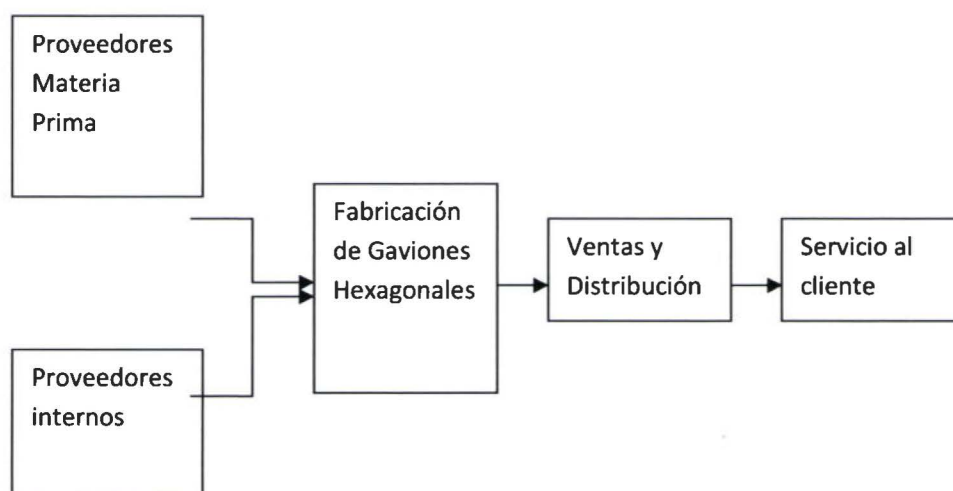 Proveedores
Materia
Prima
Fabricación
de Gaviones
Hexagonales
Ventas y
Distribución
Servicio al
cliente
Proveedores
internos